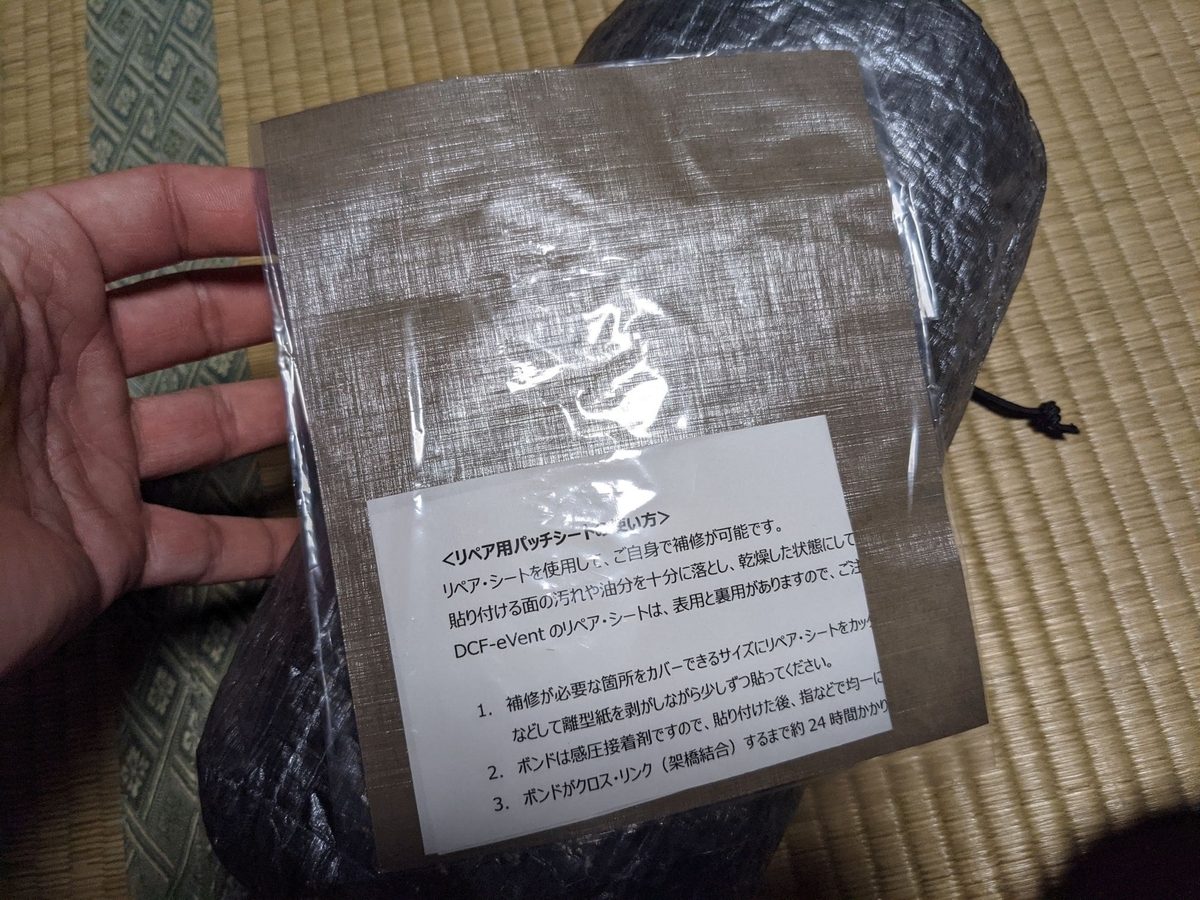 <リペア用パッチシートの使い方>
リペア・シートを使用して、ご自身で補修が可能です。
貼り付ける面の汚れや油分を十分に落とし、乾燥した状態にして
DCF-eVent のリペア・シートは、表用と裏用がありますので、ご注
1. 補修が必要な箇所をカバーできるサイズにリペア・シートをカッ
などして離型紙を剥がしながら少しずつ貼ってください。
2. ボンドは感圧接着剤ですので、貼り付けた後、指などで均一に
3. ボンドがクロス・リンク（架橋結合）するまで約 24 時間かかり